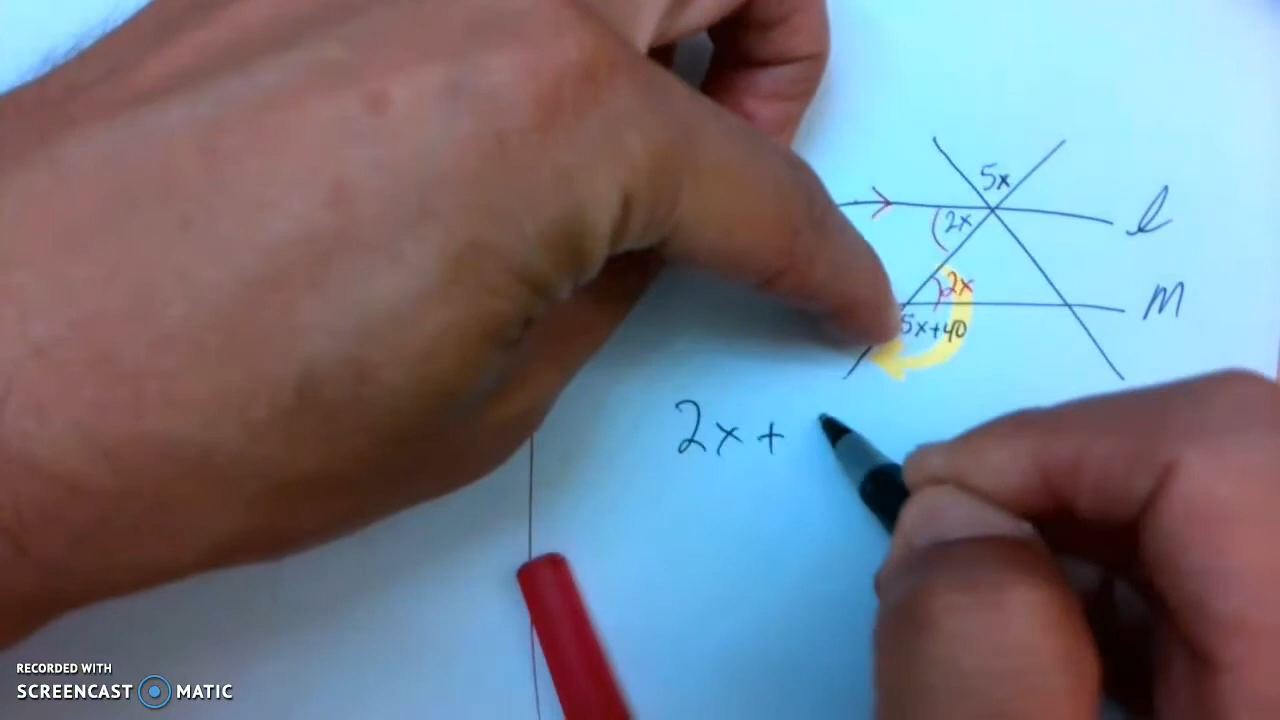 5x
l
2x
2x
m
5x+40
2x+
RECORDED WITH
SCREENCAST MATIC